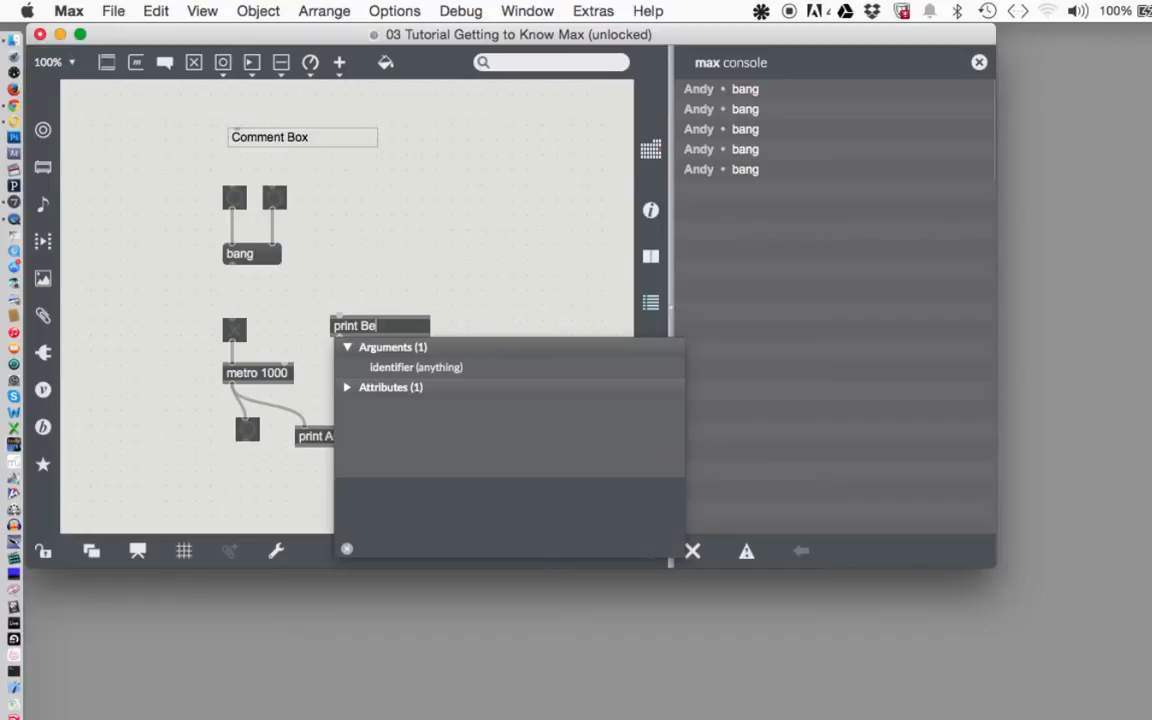 Max File Edit View Object Arrange Options Debug Window Extras Help
4
100%
03 Tutorial Getting to Know Max (unlocked)
100%
max console
Comment Box
bang
metro 1000
print A
print Be
Arguments (1)
identifier (anything)
Attributes (1)
Andy • bang
Andy • bang
Andy • bang
Andy • bang
Andy • bang